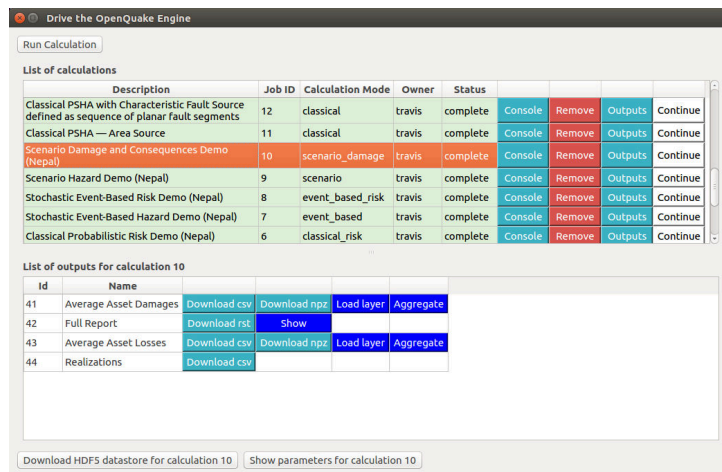 Drive the OpenQuake Engine
Run Calculation
List of calculations
Description Job ID Calculation Mode Owner Status
Classical PSHA with Characteristic Fault Source
defined as sequence of planar fault segments 12 classical travis complete Console Remove Outputs Continue
Classical PSHA — Area Source 11 classical travis complete Console Remove Outputs Continue
Scenario Damage and Consequences Demo
(Nepal) 10 scenario_damage travis complete Console Remove Outputs Continue
Scenario Hazard Demo (Nepal) 9 scenario travis complete Console Remove Outputs Continue
Stochastic Event-Based Risk Demo (Nepal) 8 event_based_risk travis complete Console Remove Outputs Continue
Stochastic Event-Based Hazard Demo (Nepal) 7 event_based travis complete Console Remove Outputs Continue
Classical Probabilistic Risk Demo (Nepal) 6 classical_risk travis complete Console Remove Outputs Continue
List of outputs for calculation 10
Id Name
41 Average Asset Damages Download csv Download npz Load layer Aggregate
42 Full Report Download rst Show
43 Average Asset Losses Download csv Download npz Load layer Aggregate
44 Realizations Download csv
Download HDF5 datastore for calculation 10 Show parameters for calculation 10